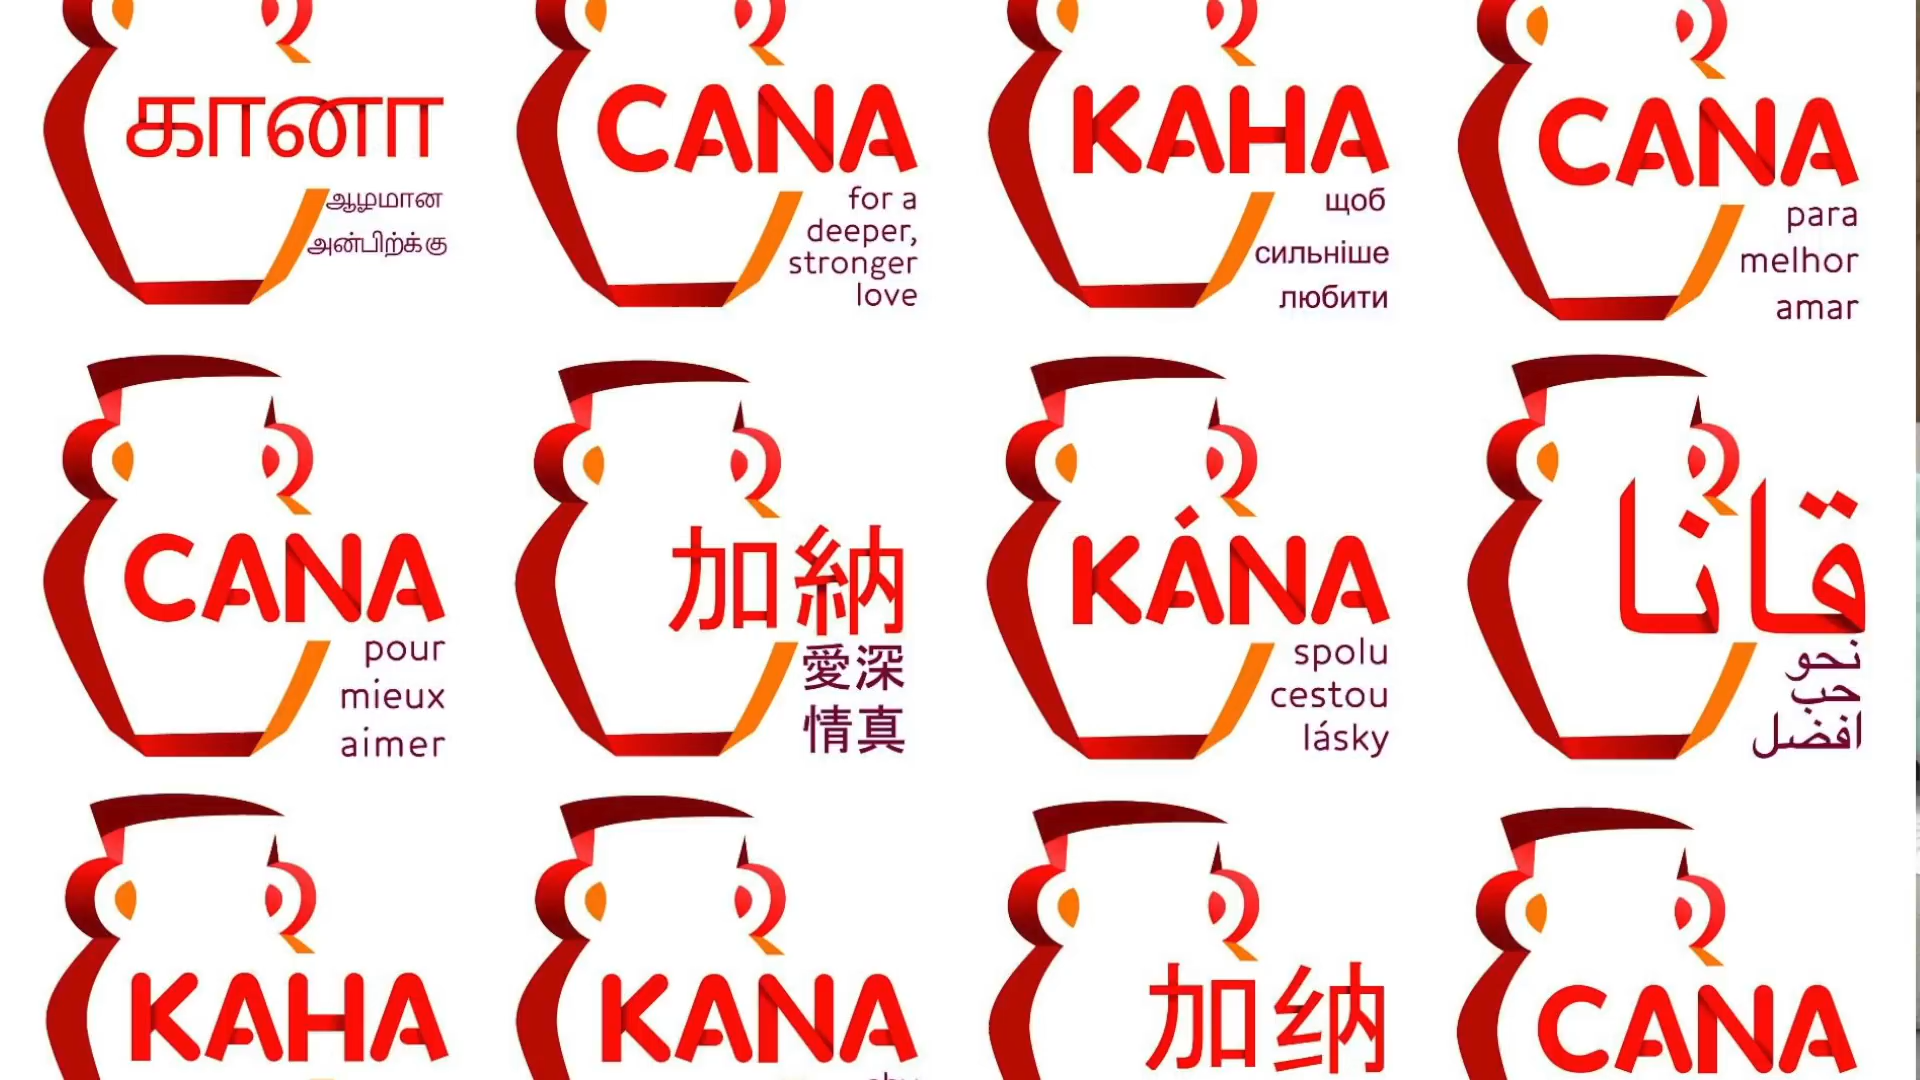 கானா
ஆழமான
அன்பிற்க்கு
CANA
for a
deeper,
stronger
love
КАНА
щоб
сильніше
любити
CANA
para
melhor
amar
CANA
pour
mieux
aimer
加納
愛深
情真
KÁNA
spolu
cestou
lásky
قانا
نحو
حب
افضل
КАНА
KANA
加纳
CANA